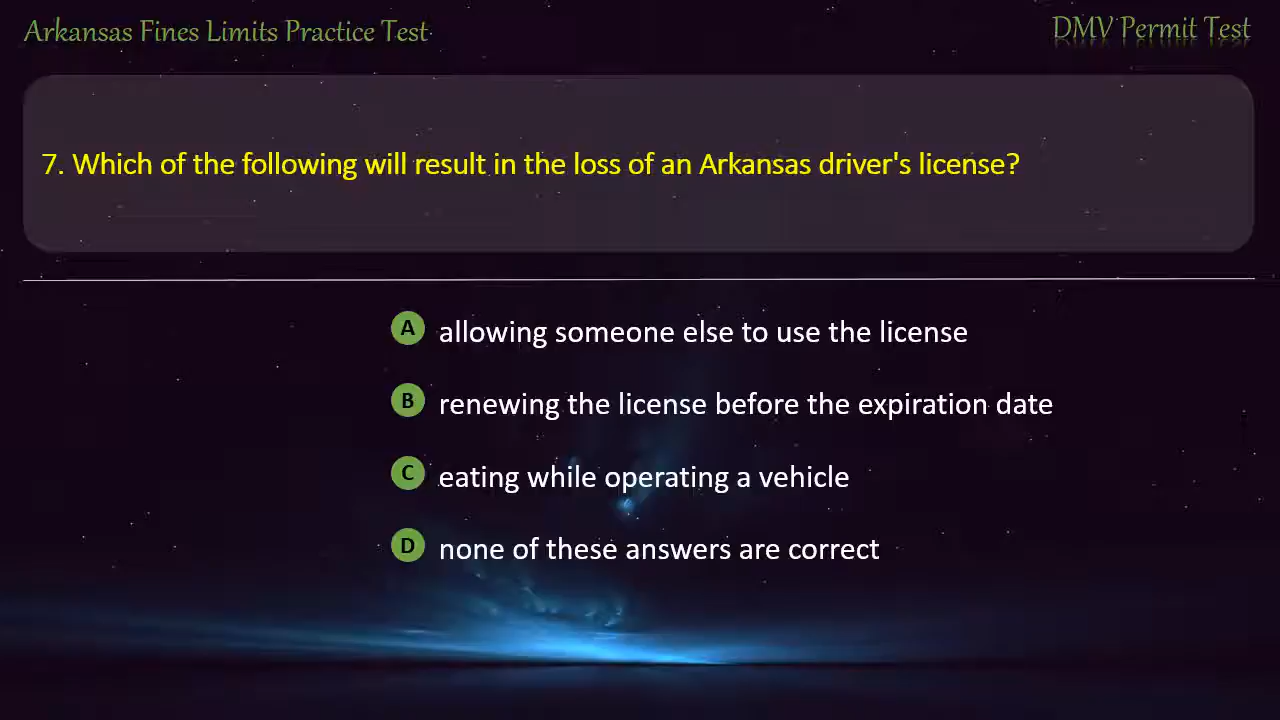 Arkansas Fines Limits Practice Test
DMV Permit Test
7. Which of the following will result in the loss of an Arkansas driver's license?
A allowing someone else to use the license
B renewing the license before the expiration date
C eating while operating a vehicle
D none of these answers are correct